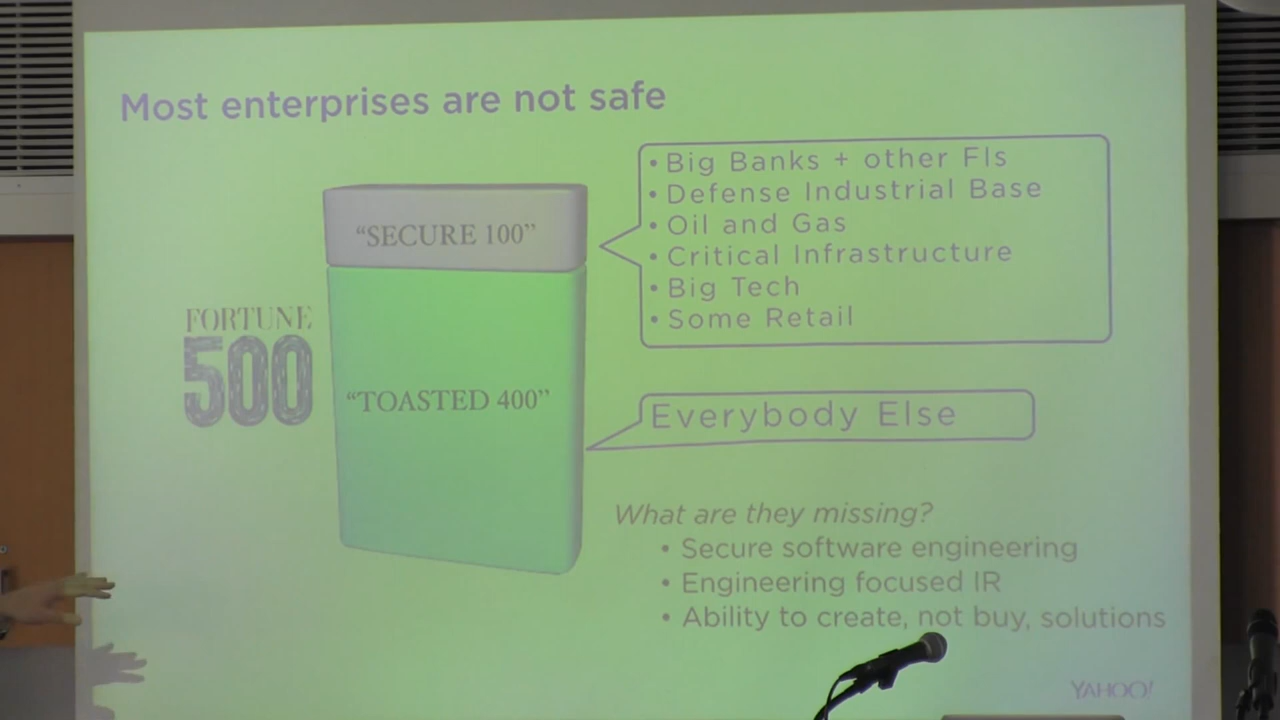 Most enterprises are not safe
“SECURE 100”
• Big Banks + other FIs
• Defense Industrial Base
• Oil and Gas
• Critical Infrastructure
• Big Tech
• Some Retail
FORTUNE
500
“TOASTED 400”
Everybody Else
What are they missing?
• Secure software engineering
• Engineering focused IR
• Ability to create, not buy, solutions
YAHOO!